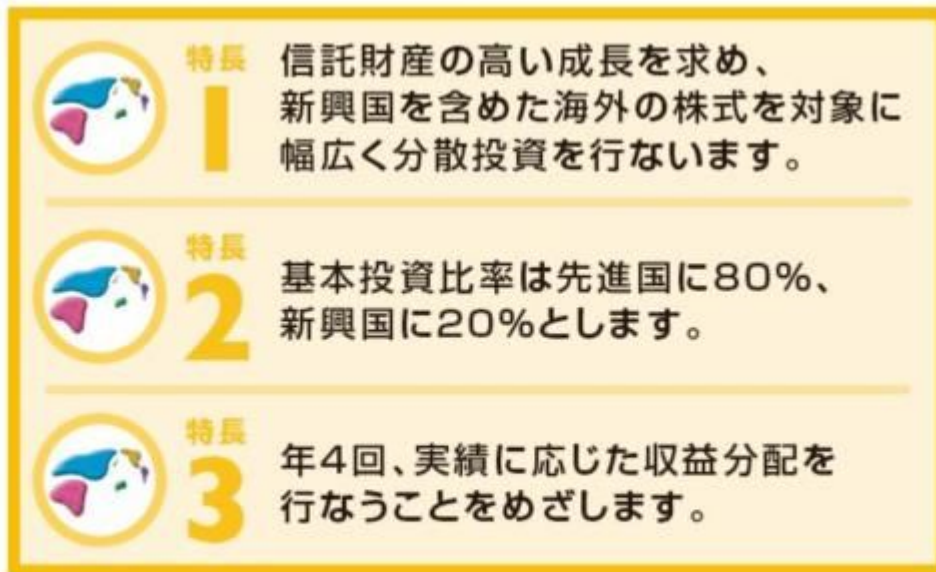 特長
1
信託財産の高い成長を求め、
新興国を含めた海外の株式を対象に
幅広く分散投資を行ないます。
特長
2
基本投資比率は先進国に80%、
新興国に20%とします。
特長
3
年4回、実績に応じた収益分配を
行なうことをめざします。